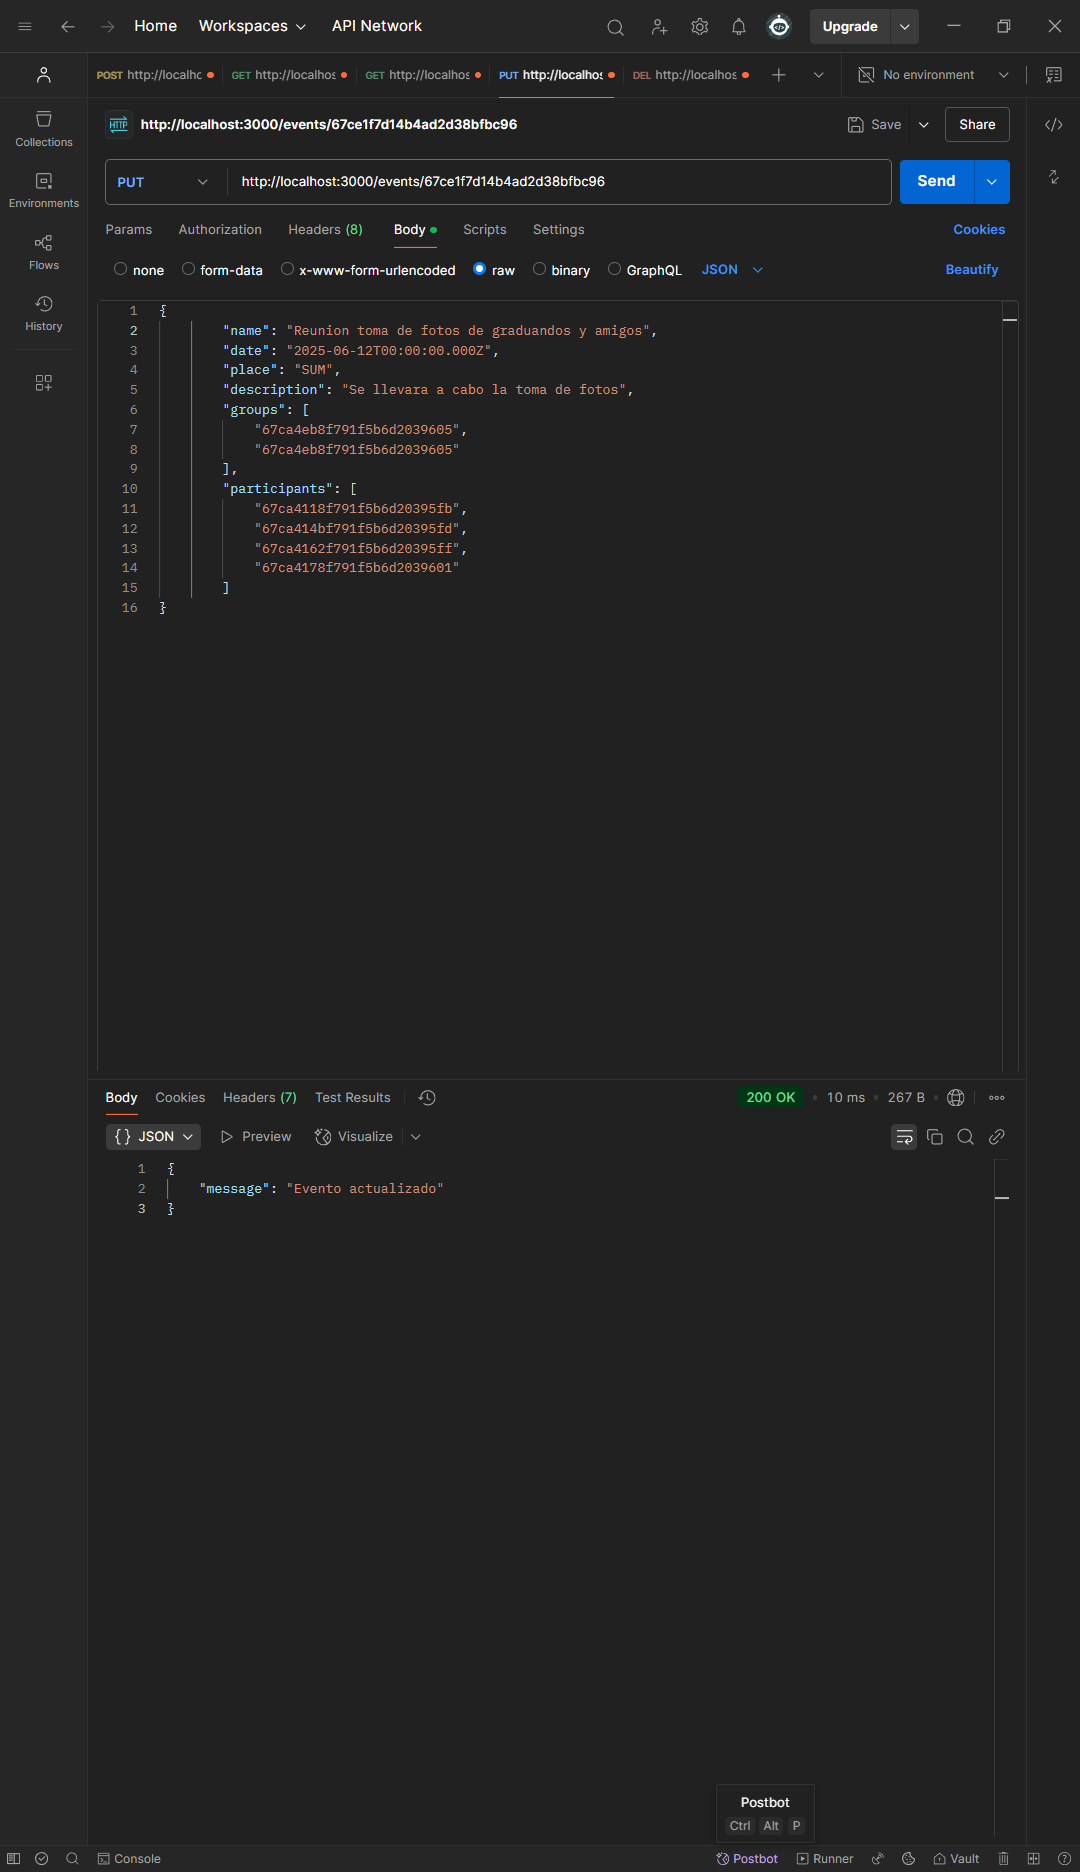 Home Workspaces API Network Upgrade
POST http://localhc GET http://localhos GET http://localhos PUT http://localhos DEL http://localhos No environment
HTTP http://localhost:3000/events/67ce1f7d14b4ad2d38bfbc96 Save Share
Collections
Environments
Flows
History
PUT http://localhost:3000/events/67ce1f7d14b4ad2d38bfbc96 Send
Params Authorization Headers (8) Body Scripts Settings Cookies
none form-data x-www-form-urlencoded raw binary GraphQL JSON Beautify
1 {
2 "name": "Reunion toma de fotos de graduandos y amigos",
3 "date": "2025-06-12T00:00:00.000Z",
4 "place": "SUM",
5 "description": "Se llevara a cabo la toma de fotos",
6 "groups": [
7 "67ca4eb8f791f5b6d2039605",
8 "67ca4eb8f791f5b6d2039605"
9 ],
10 "participants": [
11 "67ca4118f791f5b6d20395fb",
12 "67ca414bf791f5b6d20395fd",
13 "67ca4162f791f5b6d20395ff",
14 "67ca4178f791f5b6d2039601"
15 ]
16 }
Body Cookies Headers (7) Test Results 200 OK 10 ms 267 B
{} JSON Preview Visualize
1 {
2 "message": "Evento actualizado"
3 }
Postbot
Ctrl Alt P
Console Postbot Runner Vault